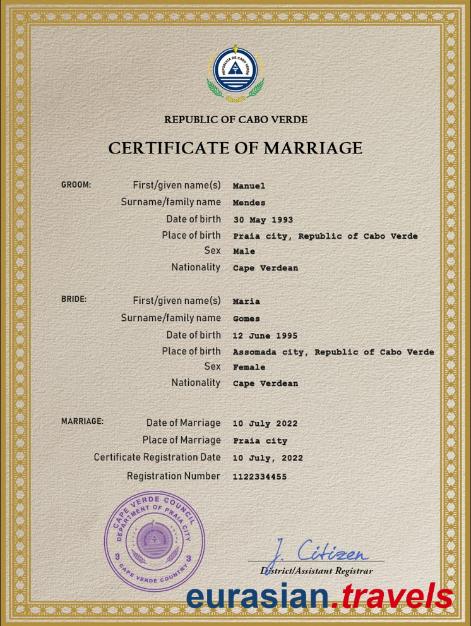 REPUBLIC OF CABO VERDE
CERTIFICATE OF MARRIAGE
GROOM: First/given name(s) Manuel
Surname/family name Mendes
Date of birth 30 May 1993
Place of birth Praia city, Republic of Cabo Verde
Sex Male
Nationality Cape Verdean
BRIDE: First/given name(s) Maria
Surname/family name Gomes
Date of birth 12 June 1995
Place of birth Assomada city, Republic of Cabo Verde
Sex Female
Nationality Cape Verdean
MARRIAGE: Date of Marriage 10 July 2022
Place of Marriage Praia city
Certificate Registration Date 10 July, 2022
Registration Number 1122334455
CAPE VERDE COUNCIL
DEPARTMENT OF PRAIA CITY
3 3
CAPE VERDE COUNTRY
J. Citizen
District/Assistant Registrar
eurasian.travels